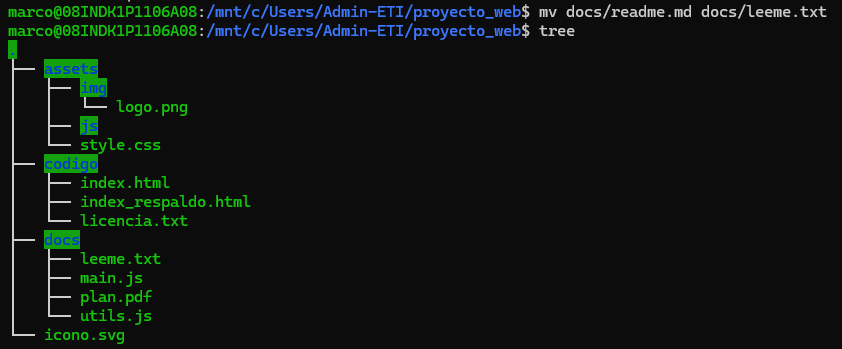 marco@08INDK1P1106A08:/mnt/c/Users/Admin-ETI/proyecto_web$ mv docs/readme.md docs/leeme.txt
marco@08INDK1P1106A08:/mnt/c/Users/Admin-ETI/proyecto_web$ tree
.
├── assets
│   ├── img
│   │   └── logo.png
│   ├── js
│   └── style.css
├── codigo
│   ├── index.html
│   ├── index_respaldo.html
│   └── licencia.txt
├── docs
│   ├── leeme.txt
│   ├── main.js
│   ├── plan.pdf
│   └── utils.js
└── icono.svg